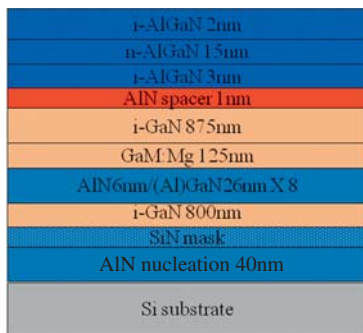 i-AlGaN 2nm
n-AlGaN 15nm
i-AlGaN 3nm
AlN spacer 1nm
i-GaN 875nm
GaM:Mg 125nm
AlN6nm/(Al)GaN26nm X 8
i-GaN 800nm
SiN mask
AlN nucleation 40nm
Si substrate